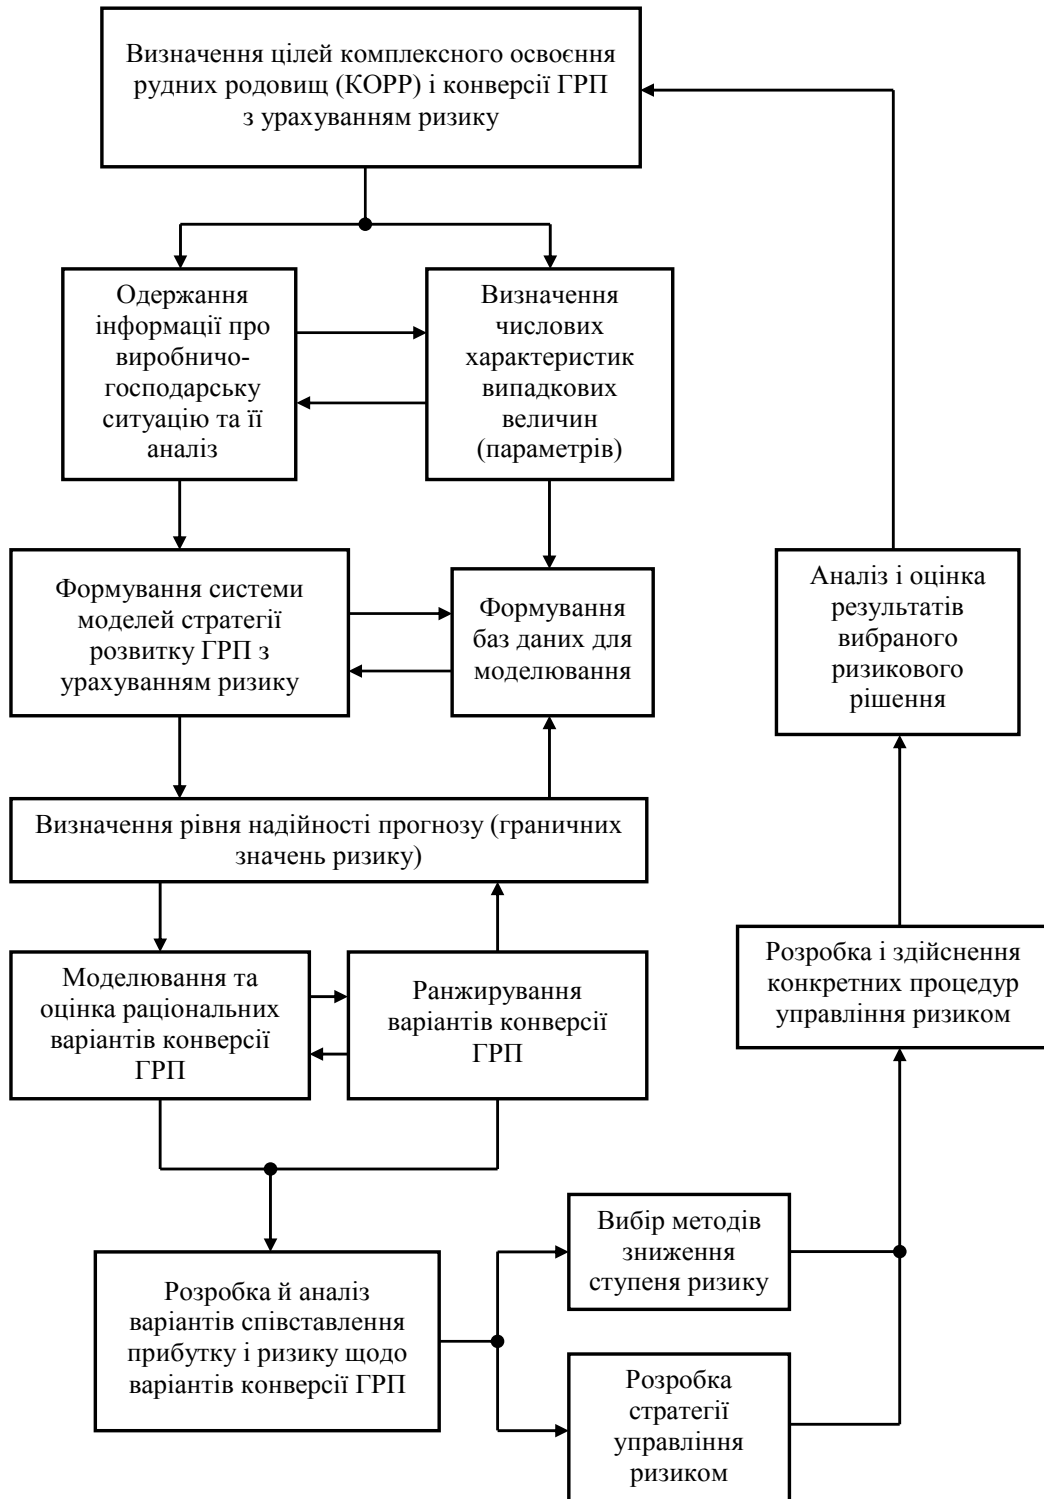 Визначення цілей комплексного освоєння
рудних родовищ (КОРР) і конверсії ГРП
з урахуванням ризику
Одержання
інформації про
виробничо-
господарську
ситуацію та її
аналіз
Визначення
числових
характеристик
випадкових
величин
(параметрів)
Формування системи
моделей стратегії
розвитку ГРП з
урахуванням ризику
Формування
баз даних для
моделювання
Аналіз і оцінка
результатів
вибраного
ризикового
рішення
Визначення рівня надійності прогнозу (граничних
значень ризику)
Моделювання та
оцінка раціональних
варіантів конверсії
ГРП
Ранжирування
варіантів конверсії
ГРП
Розробка і здійснення
конкретних процедур
управління ризиком
Розробка й аналіз
варіантів співставлення
прибутку і ризику щодо
варіантів конверсії ГРП
Вибір методів
зниження
ступеня ризику
Розробка
стратегії
управління
ризиком